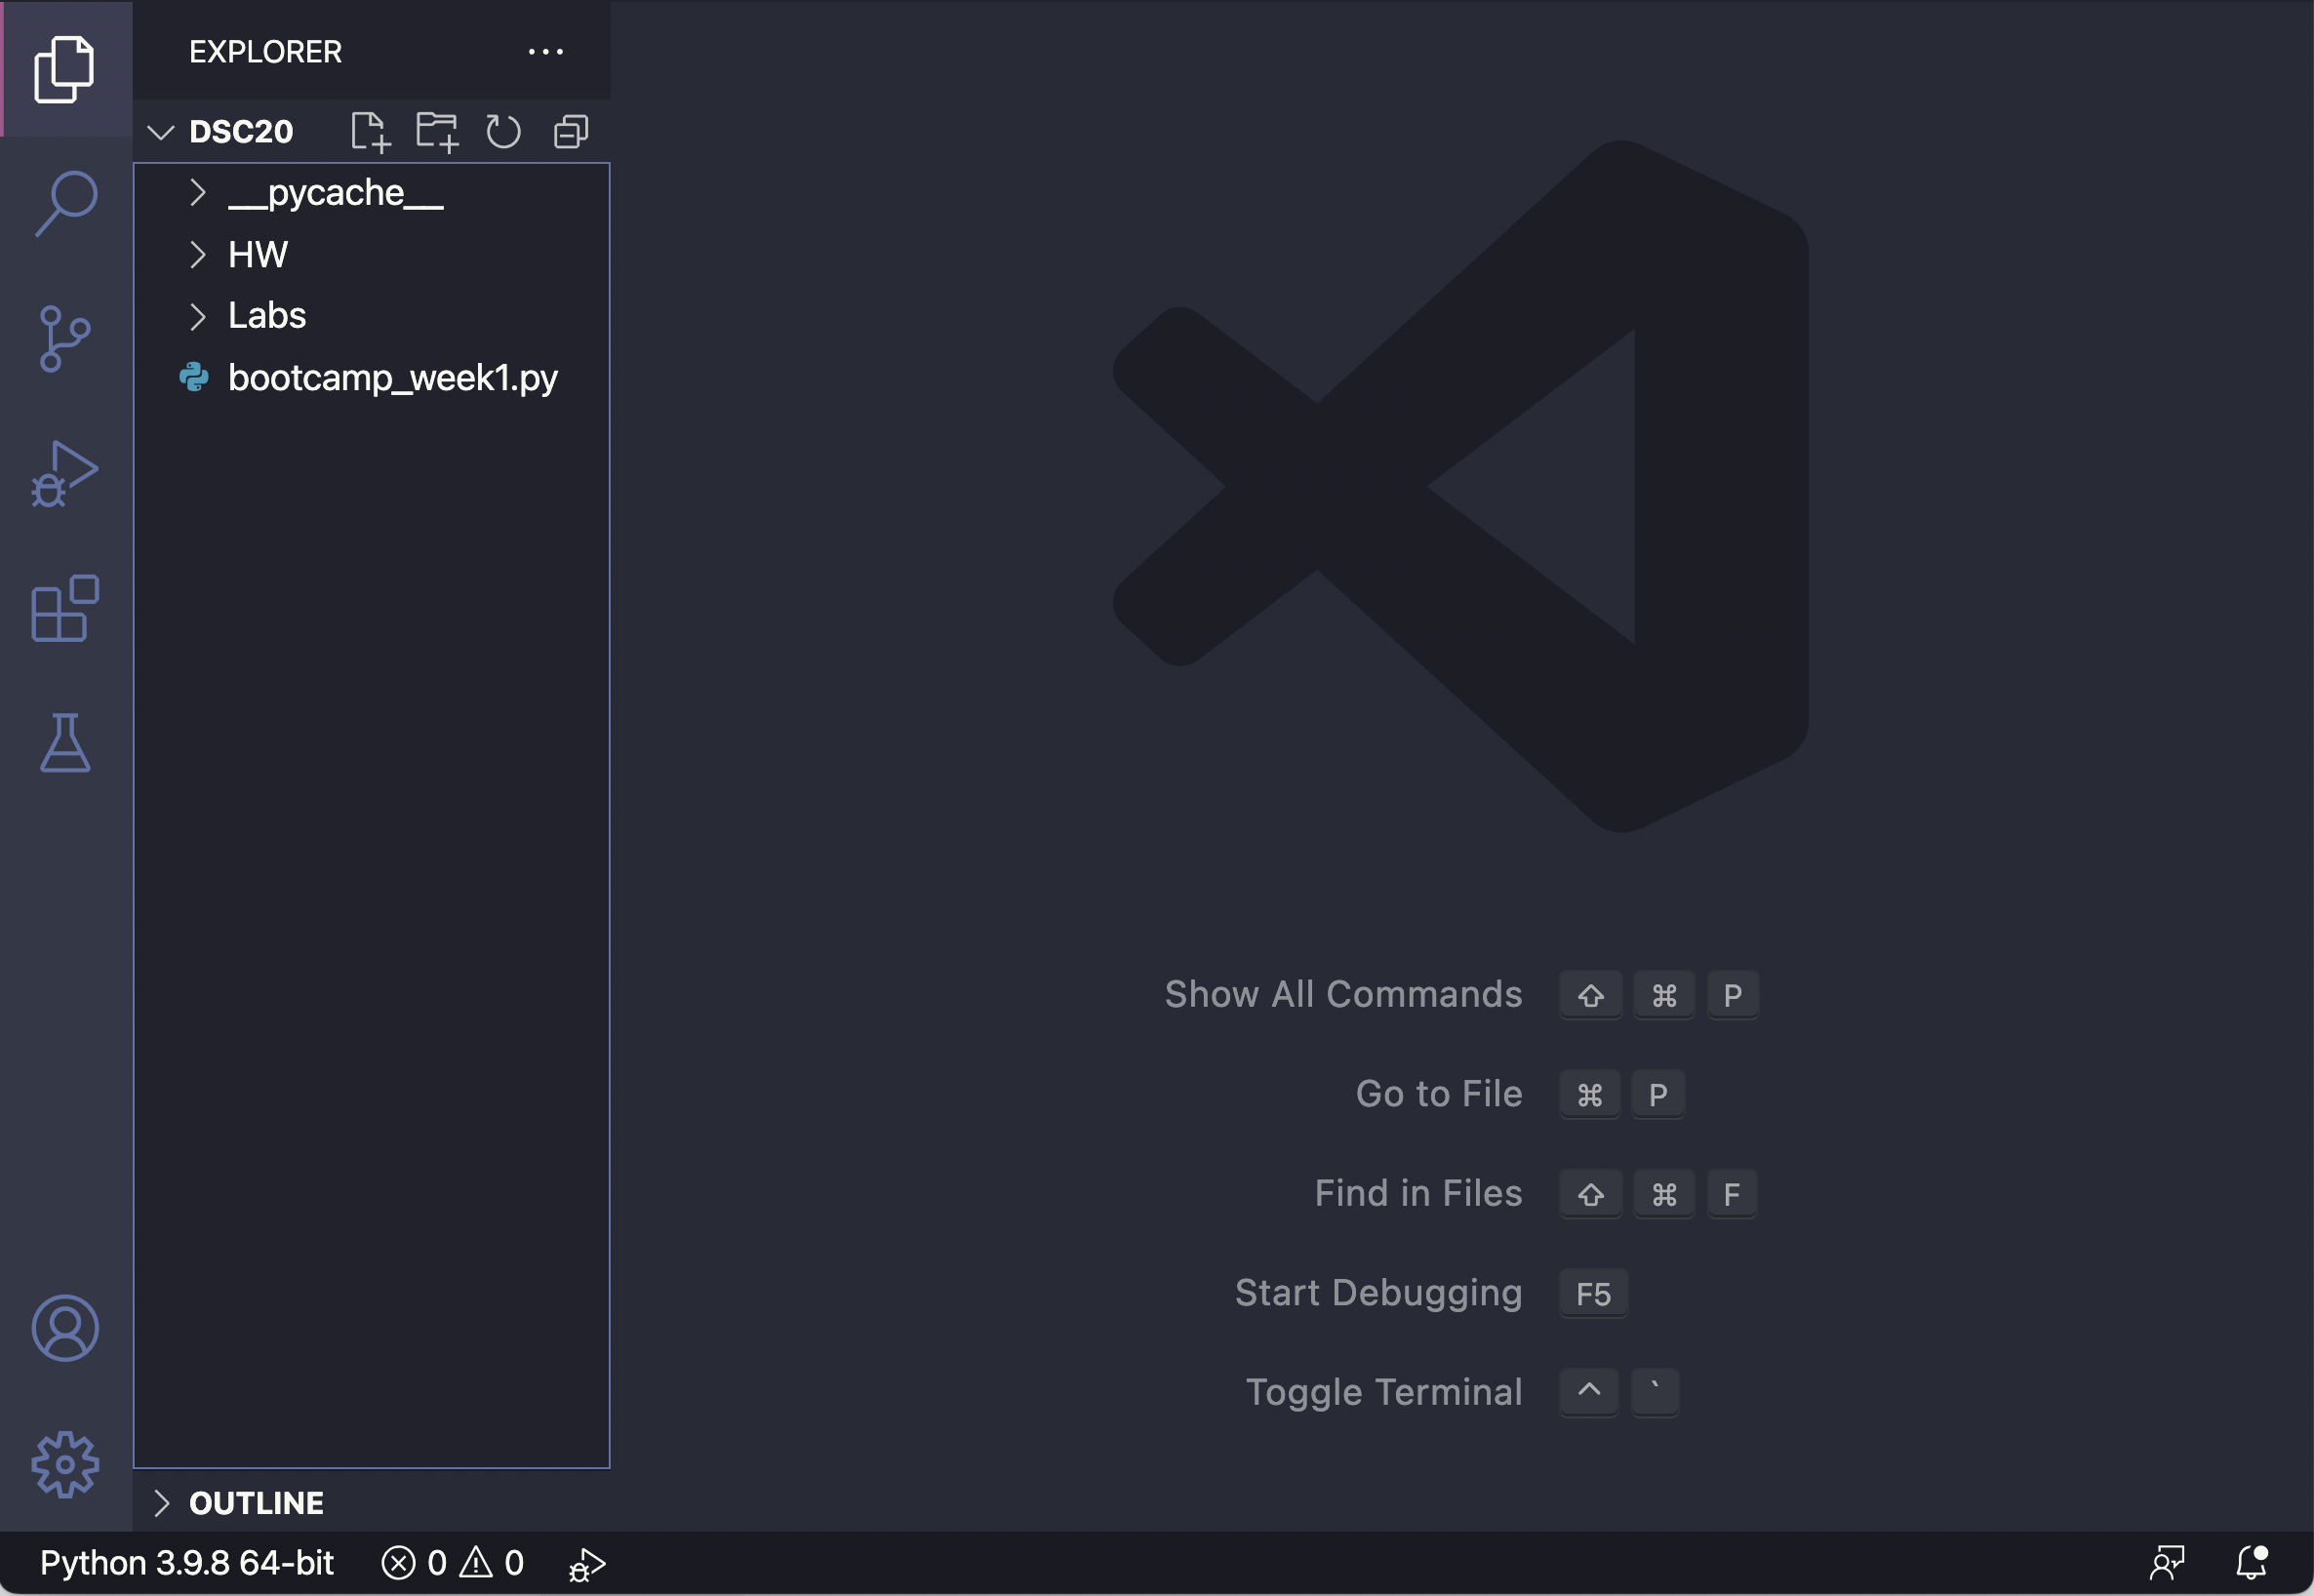 EXPLORER
DSC20
__pycache__
HW
Labs
bootcamp_week1.py
Show All Commands ⇧ ⌘ P
Go to File ⌘ P
Find in Files ⇧ ⌘ F
Start Debugging F5
Toggle Terminal ^ `
OUTLINE
Python 3.9.8 64-bit 0 0